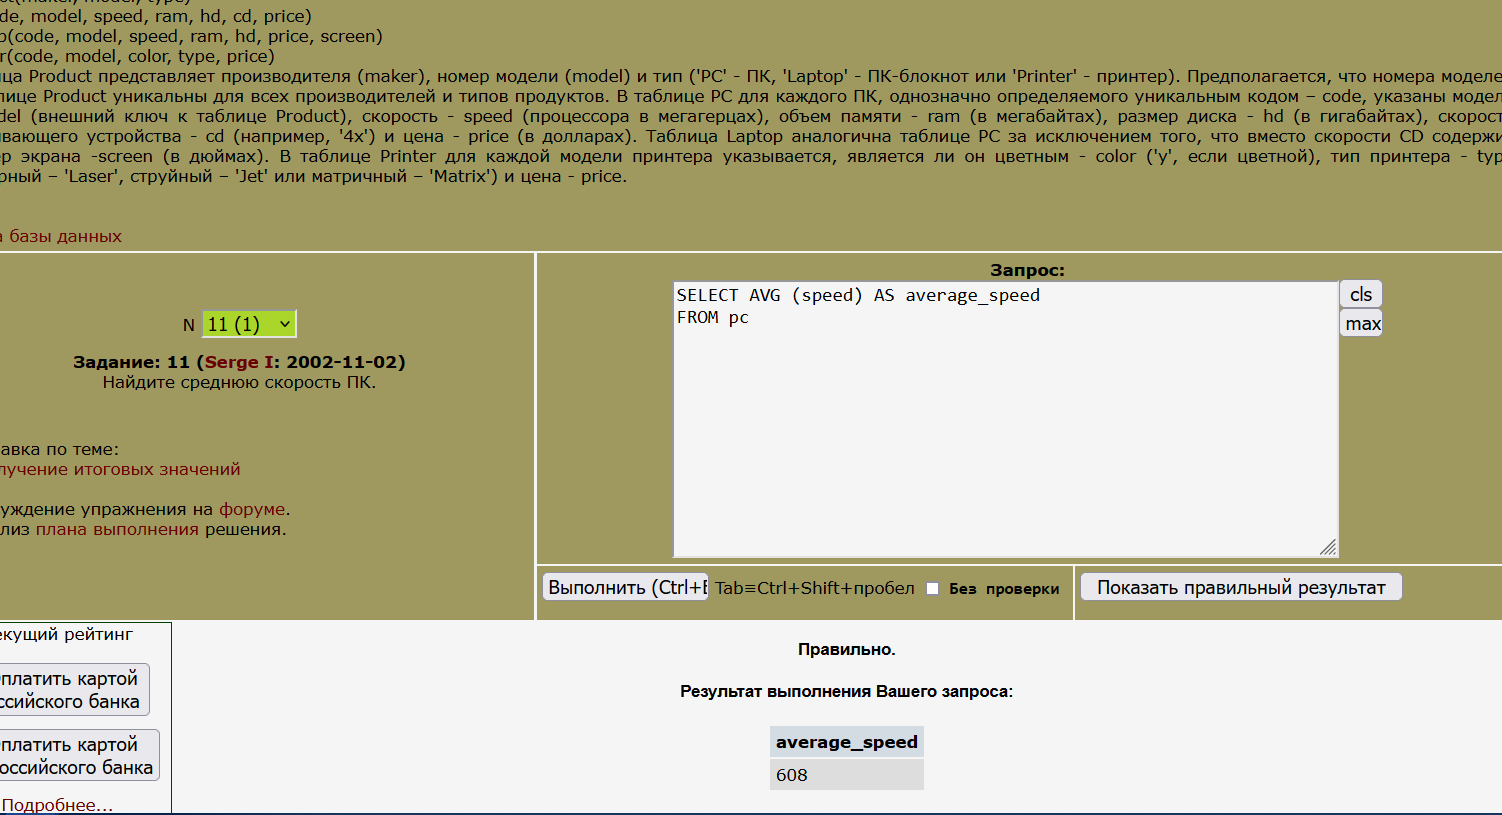 de, model, speed, ram, hd, cd, price)
(code, model, speed, ram, hd, price, screen)
r(code, model, color, type, price)
Product представляет производителя (maker), номер модели (model) и тип ('PC' - ПК, 'Laptop' - ПК-блокнот или 'Printer' - принтер). Предполагается, что номера моделе
лице Product уникальны для всех производителей и типов продуктов. В таблице PC для каждого ПК, однозначно определяемого уникальным кодом – code, указаны модел
del (внешний ключ к таблице Product), скорость - speed (процессора в мегагерцах), объем памяти - ram (в мегабайтах), размер диска - hd (в гигабайтах), скорост
вающего устройства - cd (например, '4x') и цена - price (в долларах). Таблица Laptop аналогична таблице PC за исключением того, что вместо скорости CD содержи
ер экрана -screen (в дюймах). В таблице Printer для каждой модели принтера указывается, является ли он цветным - color ('y', если цветной), тип принтера - typ
рный – 'Laser', струйный – 'Jet' или матричный – 'Matrix') и цена - price.
а базы данных
N 11 (1)
Задание: 11 (Serge I: 2002-11-02)
Найдите среднюю скорость ПК.
авка по теме:
лучение итоговых значений
уждение упражнения на форуме.
лиз плана выполнения решения.
Запрос:
SELECT AVG (speed) AS average_speed
FROM pc
cls
max
Выполнить (Ctrl+E Tab≡Ctrl+Shift+пробел Без проверки
Показать правильный результат
екущий рейтинг
платить картой
ссийского банка
платить картой
оссийского банка
Подробнее...
Правильно.
Результат выполнения Вашего запроса:
average_speed
608